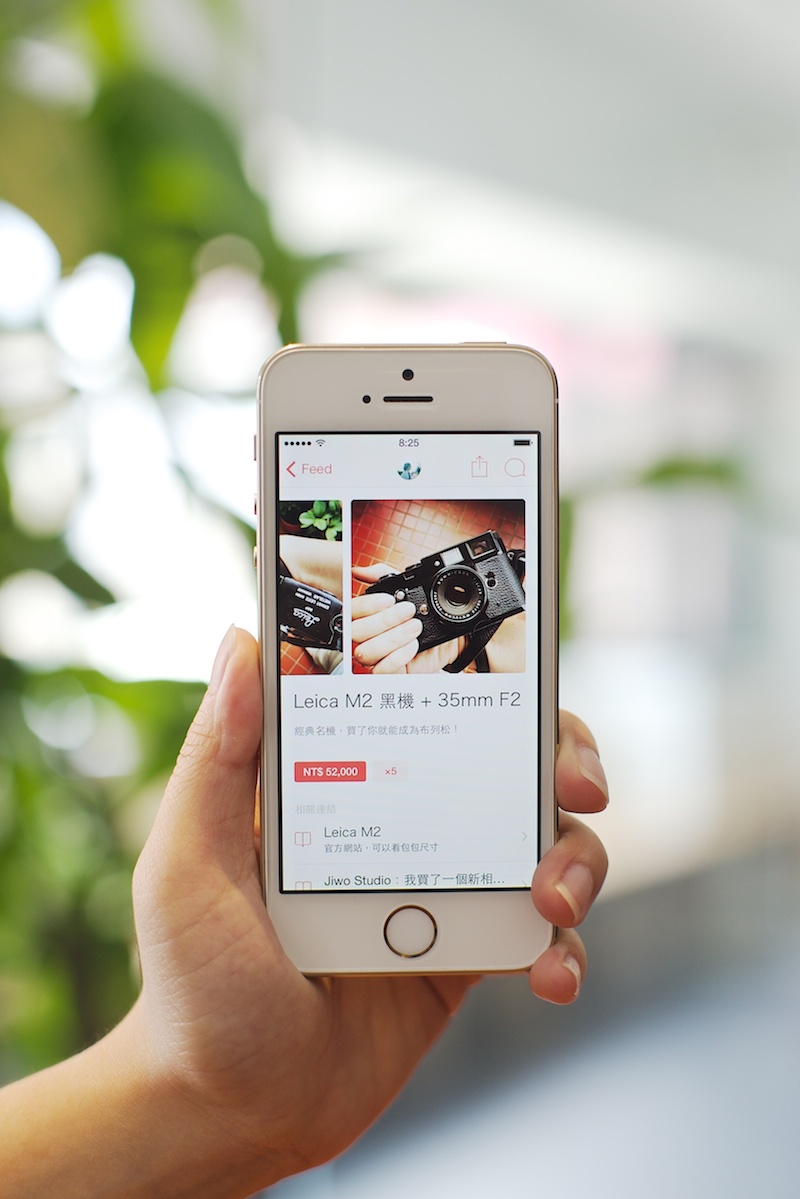 8:25
Feed
Leica
Leica M2 黑機 + 35mm F2
經典名機，買了你就能成為布列松！
NT$ 52,000
×5
相關連結
Leica M2
官方網站，可以看包包尺寸
Jiwo Studio：我買了一個新相...